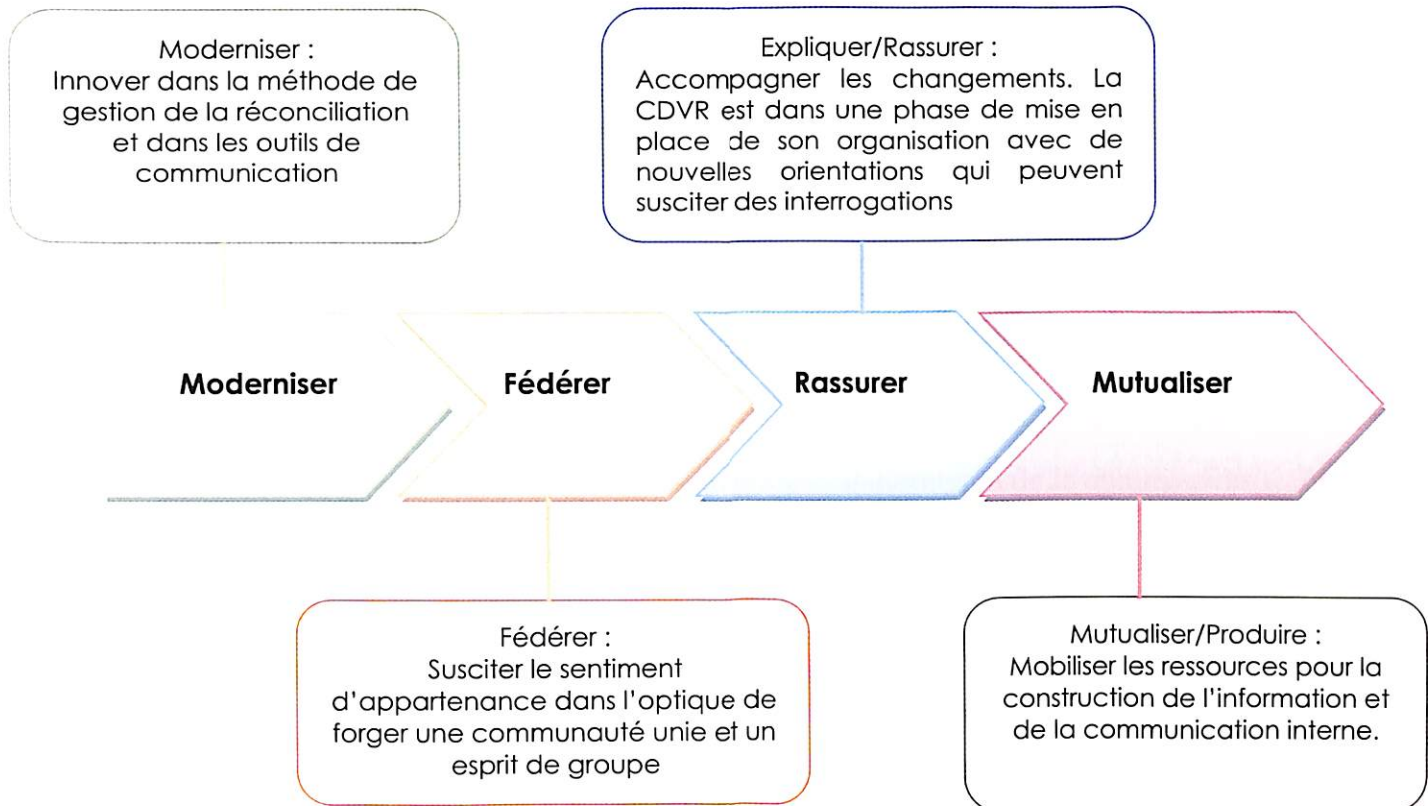 Moderniser :
Innover dans la méthode de
gestion de la réconciliation
et dans les outils de
communication
Expliquer/Rassurer :
Accompagner les changements. La
CDVR est dans une phase de mise en
place de son organisation avec de
nouvelles orientations qui peuvent
susciter des interrogations
Moderniser
Fédérer
Rassurer
Mutualiser
Fédérer :
Susciter le sentiment
d'appartenance dans l'optique de
forger une communauté unie et un
esprit de groupe
Mutualiser/Produire :
Mobiliser les ressources pour la
construction de l'information et
de la communication interne.